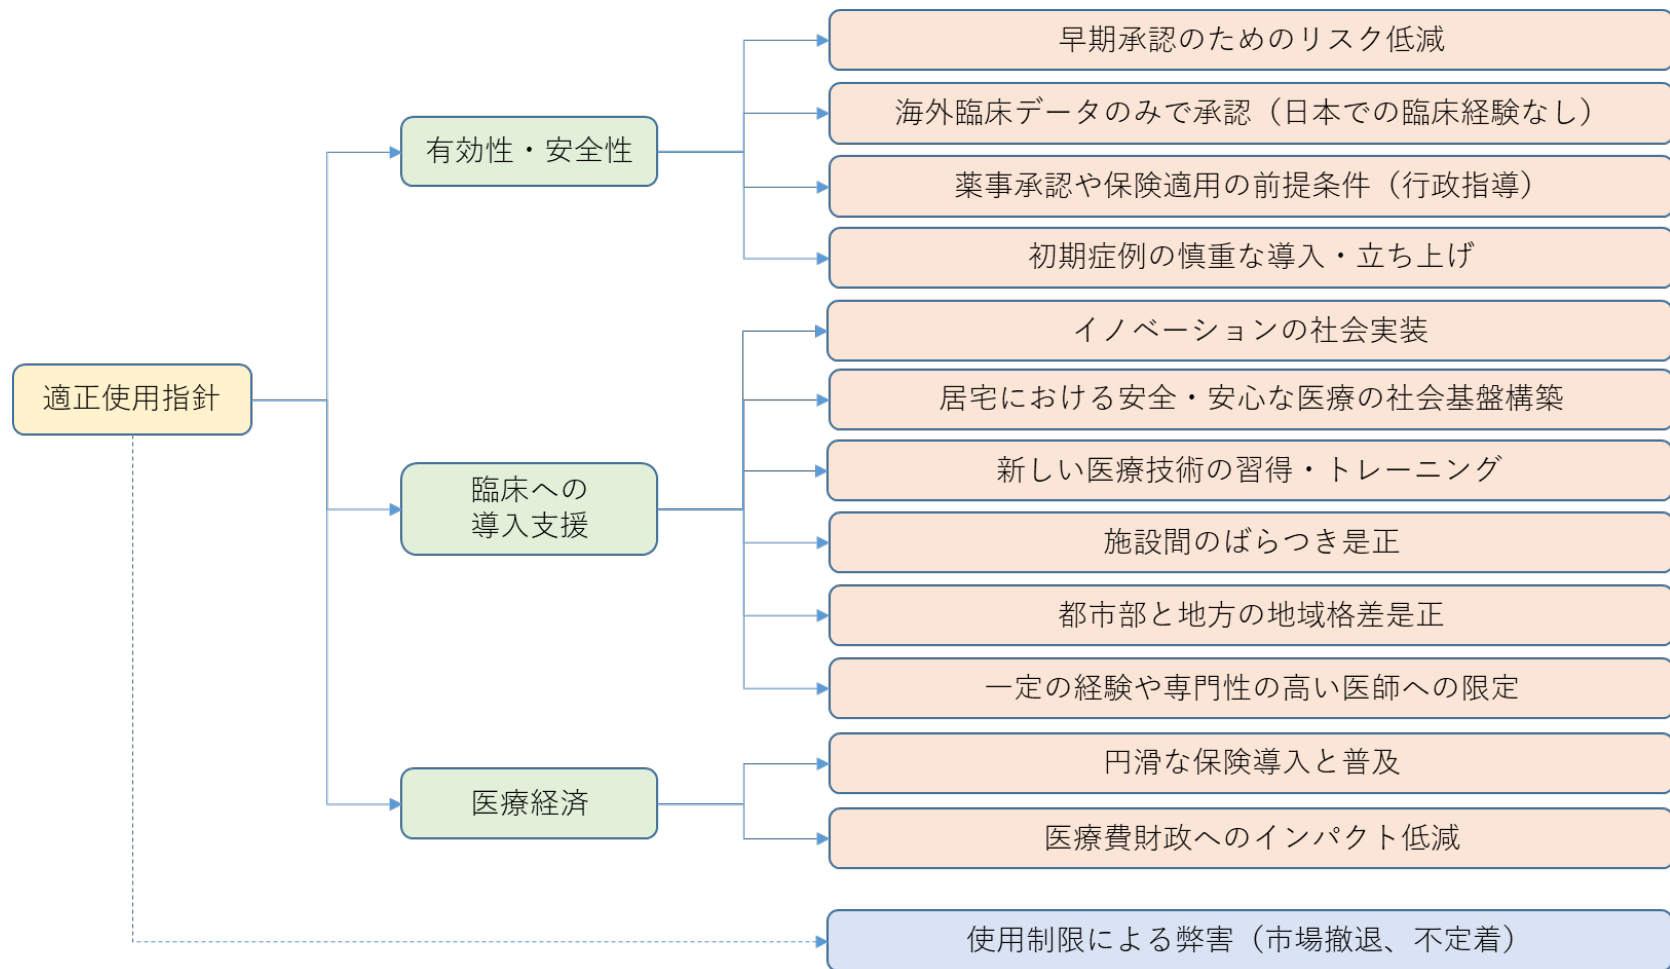 適正使用指針
有効性・安全性
早期承認のためのリスク低減
海外臨床データのみで承認（日本での臨床経験なし）
薬事承認や保険適用の前提条件（行政指導）
初期症例の慎重な導入・立ち上げ
臨床への
導入支援
イノベーションの社会実装
居宅における安全・安心な医療の社会基盤構築
新しい医療技術の習得・トレーニング
施設間のばらつき是正
都市部と地方の地域格差是正
一定の経験や専門性の高い医師への限定
医療経済
円滑な保険導入と普及
医療費財政へのインパクト低減
使用制限による弊害（市場撤退、不定着）